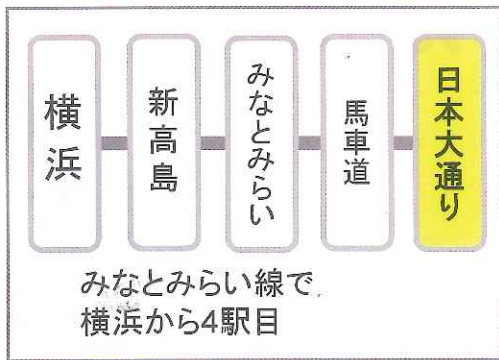 横浜
新高島
みなとみらい
馬車道
日本大通り
みなとみらい線で
横浜から4駅目